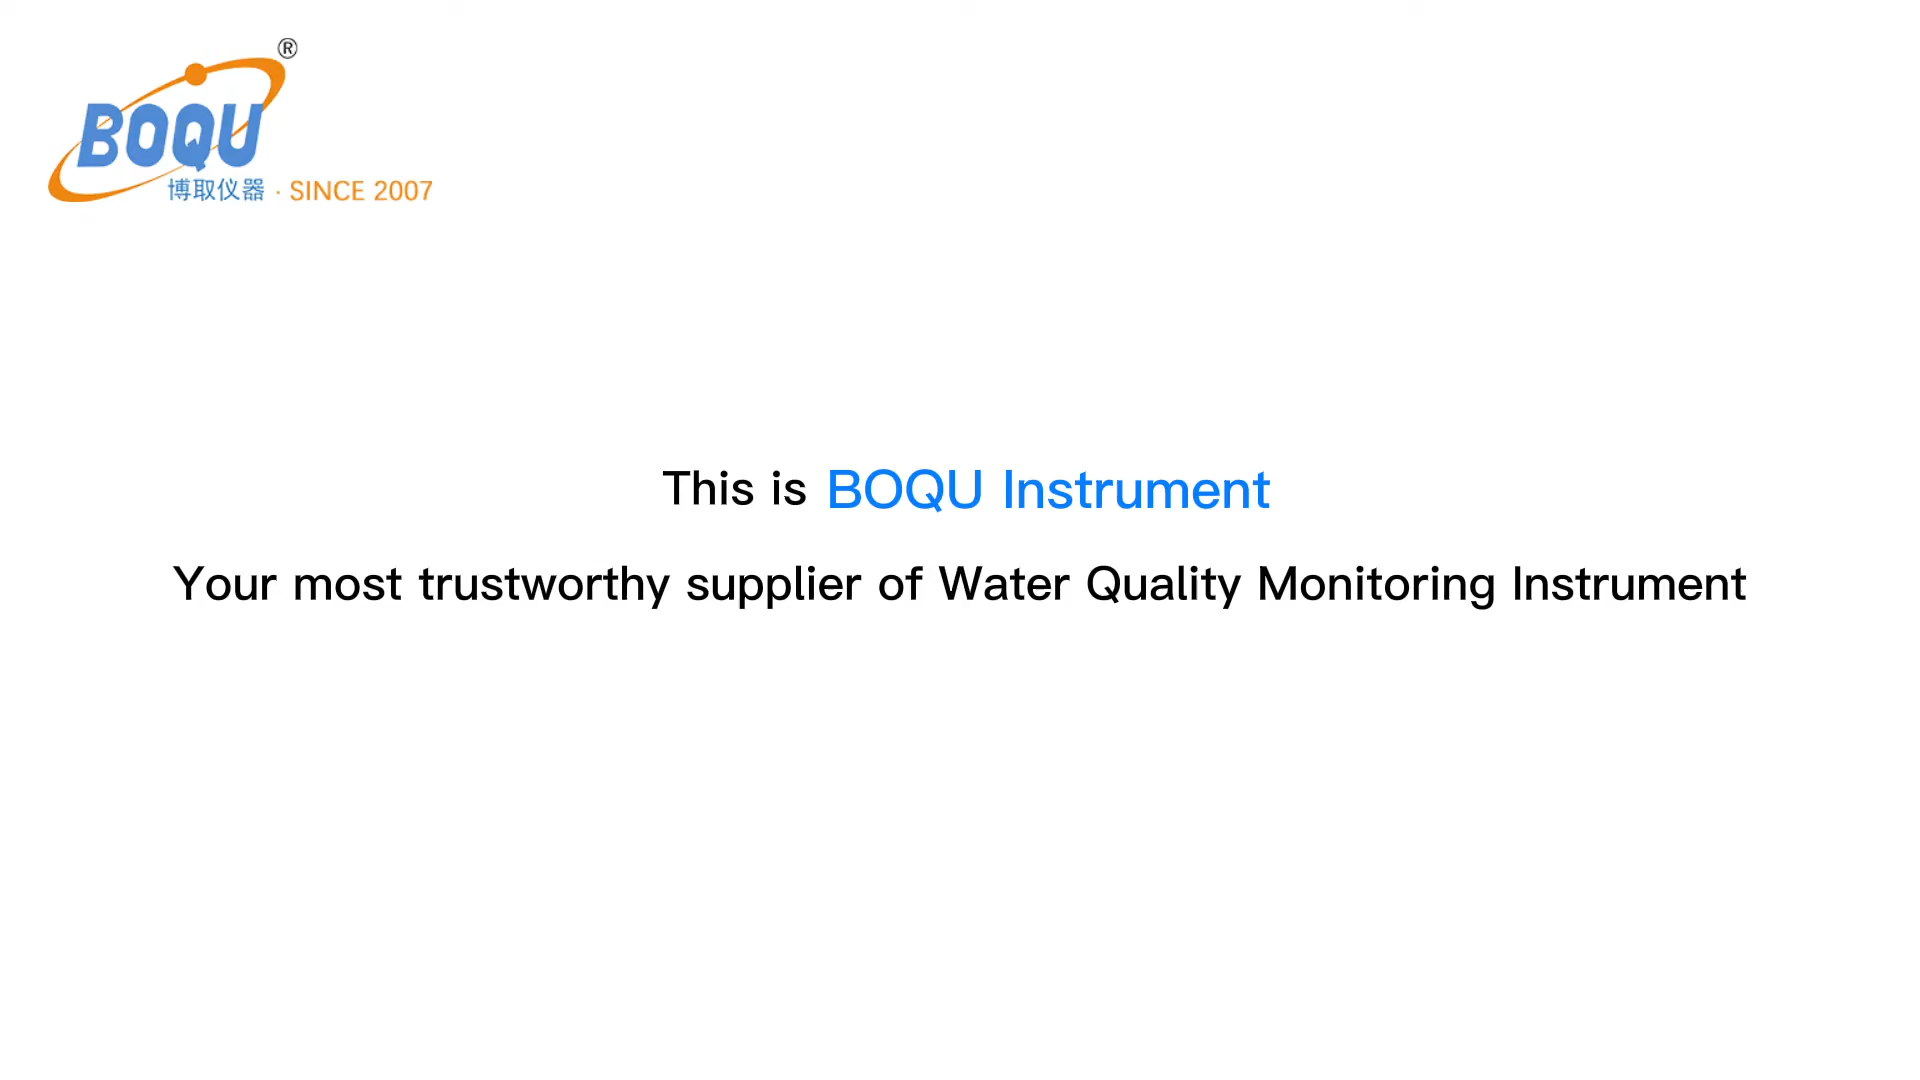 ®
BOQU
博取仪器 · SINCE 2007
This is BOQU Instrument
Your most trustworthy supplier of Water Quality Monitoring Instrument